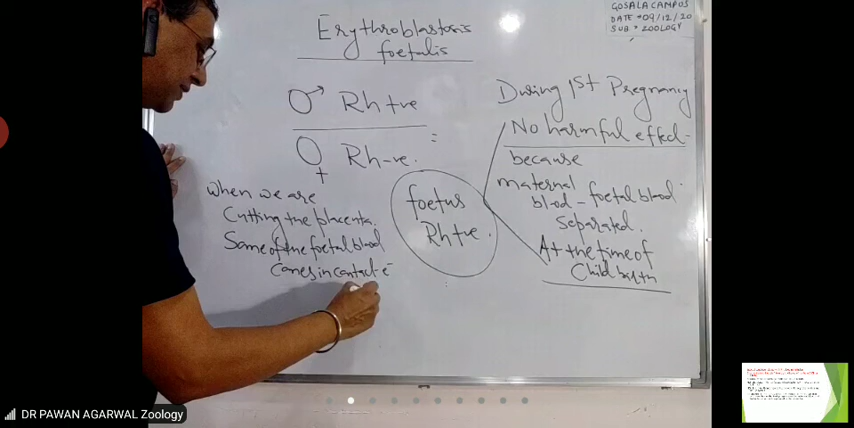 GOSALA CAMPUS
DATE = 09/12/20
SUB = ZOOLOGY
Erythroblastosis
foetalis
♂ Rh +ve
♀ Rh -ve.
=
foetus
Rh +ve.
During 1st Pregnancy
No harmful effect-
because
maternal
blood - foetal blood
Separated.
At the time of
Child birth
When we are
Cutting the placenta.
Some of the foetal blood
Comes in contact c̄
DR PAWAN AGARWAL Zoology